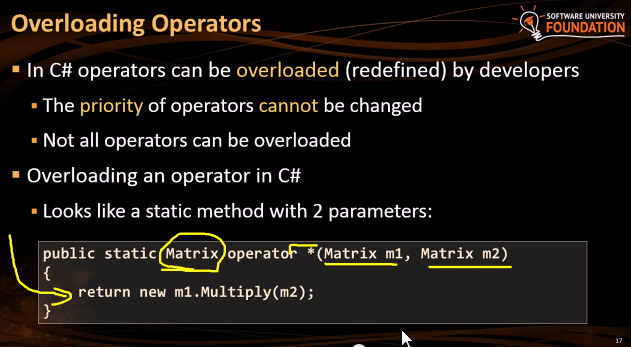 Overloading Operators
SOFTWARE UNIVERSITY
FOUNDATION
In C# operators can be overloaded (redefined) by developers
The priority of operators cannot be changed
Not all operators can be overloaded
Overloading an operator in C#
Looks like a static method with 2 parameters:
public static Matrix operator *(Matrix m1, Matrix m2)
{
return new m1.Multiply(m2);
}
17